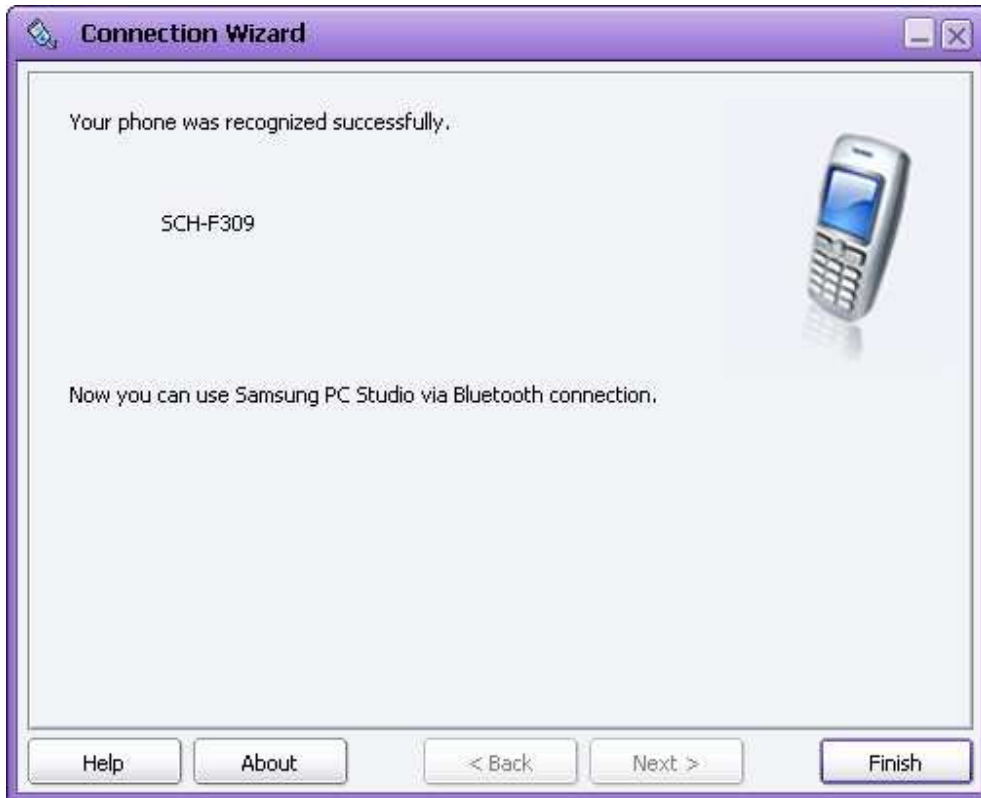 Connection Wizard
Your phone was recognized successfully.
SCH-F309
Now you can use Samsung PC Studio via Bluetooth connection.
Help About < Back Next > Finish